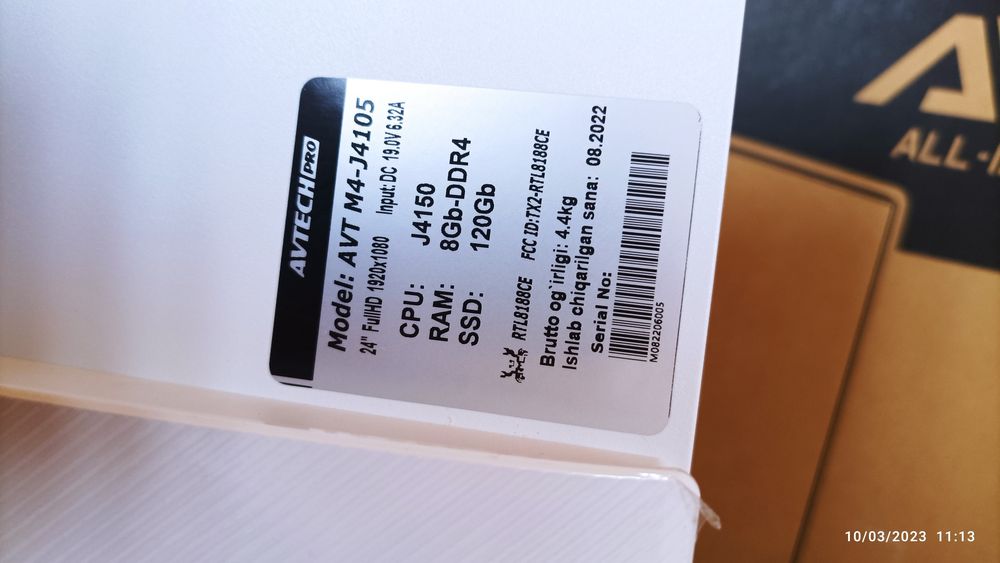 AVTECH PRO
Model: AVT M4-J4105
24" FullHD 1920x1080 Input: DC 19.0V 6.32A
CPU: J4150
RAM: 8Gb-DDR4
SSD: 120Gb
RTL8188CE FCC ID:TX2-RTL8188CE
Brutto og`irligi: 4.4kg
Ishlab chiqarilgan sana: 08.2022
Serial No:
M082206005
ALL-
10/03/2023 11:13